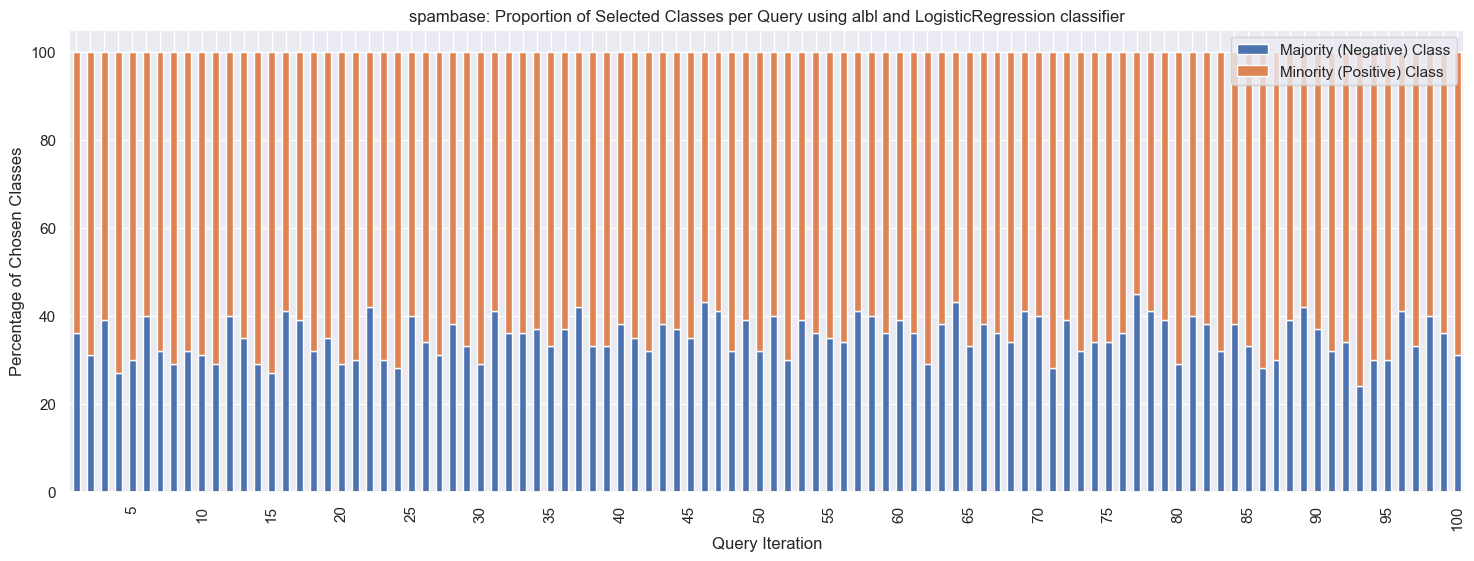 spambase: Proportion of Selected Classes per Query using albl and LogisticRegression classifier
Majority (Negative) Class
Minority (Positive) Class
Percentage of Chosen Classes
100
80
60
40
20
0
5 10 15 20 25 30 35 40 45 50 55 60 65 70 75 80 85 90 95 100
Query Iteration